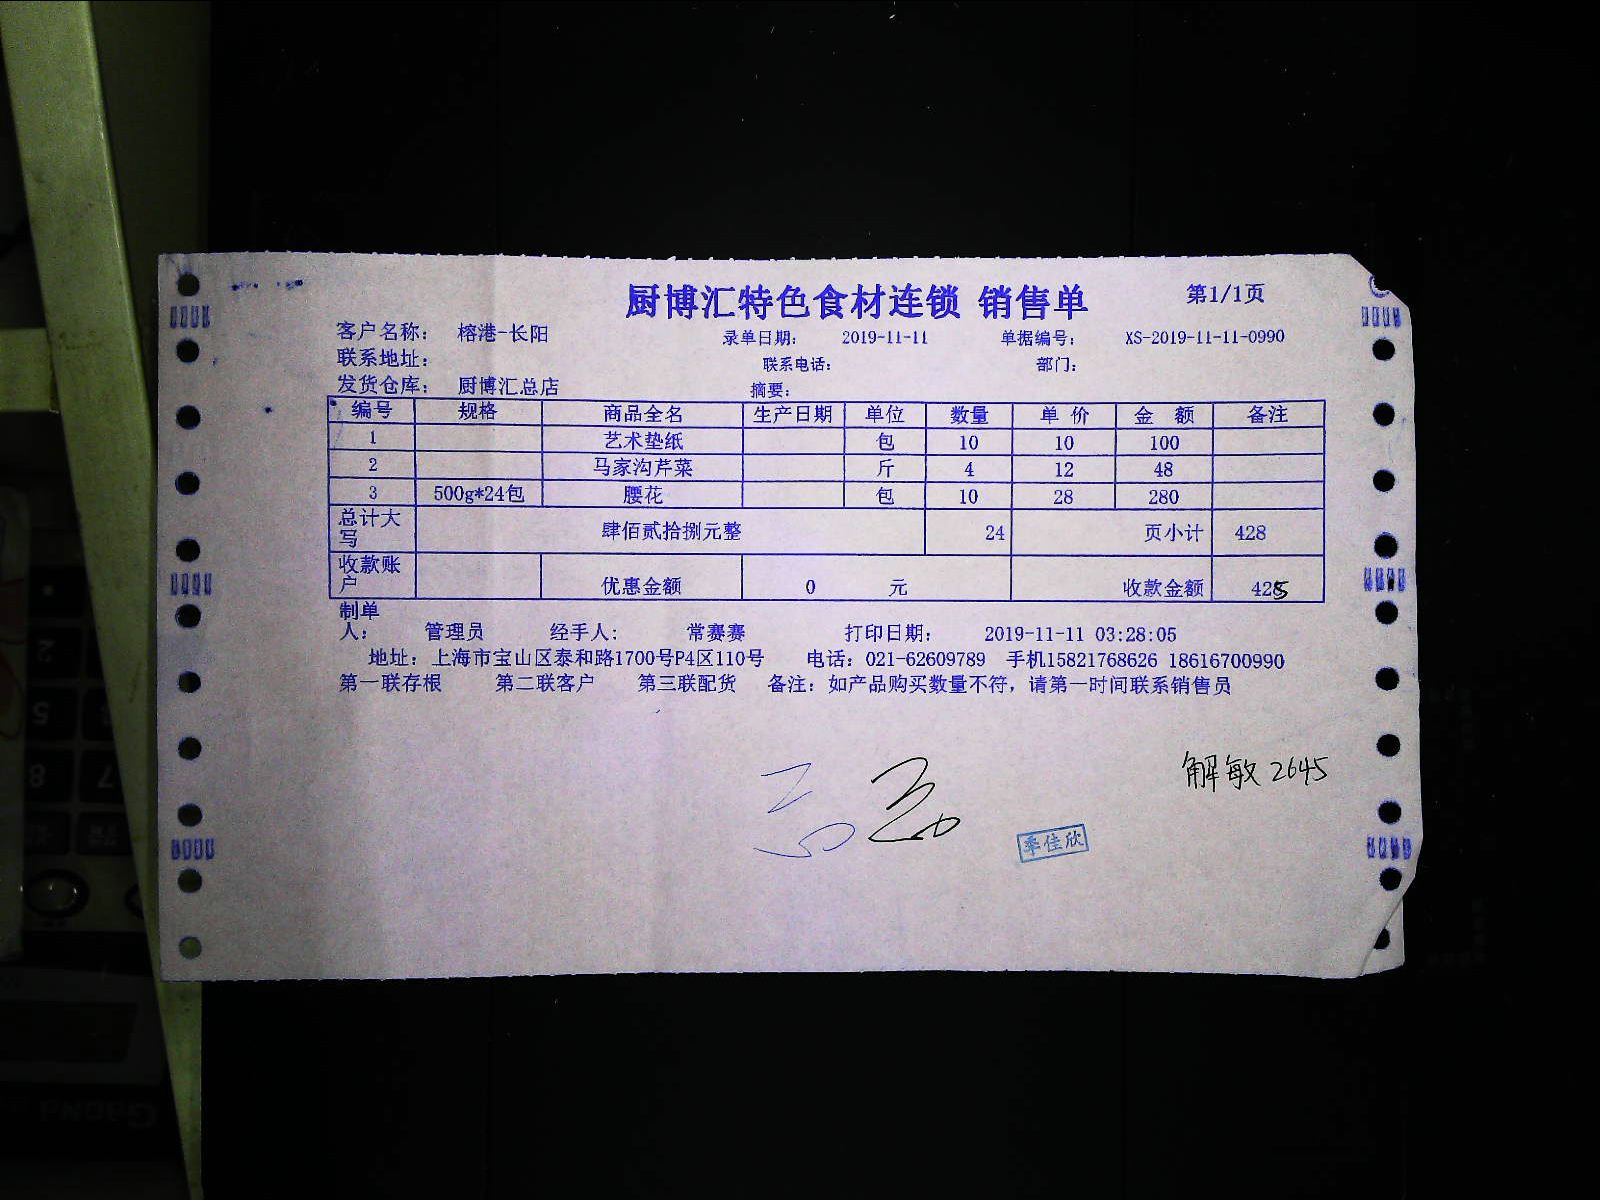 厨博汇特色食材连锁 销售单 第1/1页
客户名称： 榕港-长阳 录单日期： 2019-11-11 单据编号： XS-2019-11-11-0990
联系地址： 联系电话： 部门：
发货仓库： 厨博汇总店 摘要：
编号 规格 商品全名 生产日期 单位 数量 单 价 金 额 备注
1 艺术垫纸 包 10 10 100
2 马家沟芹菜 斤 4 12 48
3 500g*24包 腰花 包 10 28 280
总计大写 肆佰贰拾捌元整 24 页小计 428
收款账户 优惠金额 0 元 收款金额 425
制单人： 管理员 经手人： 常赛赛 打印日期： 2019-11-11 03:28:05
地址：上海市宝山区泰和路1700号P4区110号 电话：021-62609789 手机15821768626 18616700990
第一联存根 第二联客户 第三联配货 备注：如产品购买数量不符，请第一时间联系销售员
解敏 2645
季佳欣